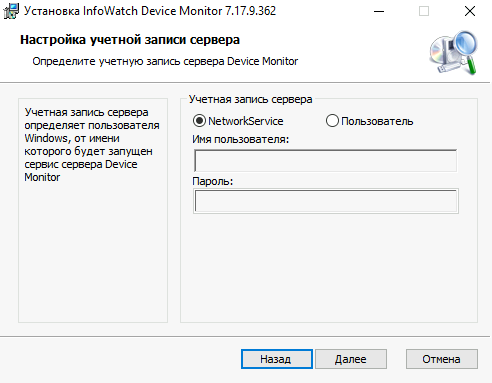 Установка InfoWatch Device Monitor 7.17.9.362
Настройка учетной записи сервера
Определите учетную запись сервера Device Monitor
Учетная запись сервера
определяет пользователя
Windows, от имени
которого будет запущен
сервис сервера Device
Monitor
Учетная запись сервера
NetworkService Пользователь
Имя пользователя:
Пароль:
Назад Далее Отмена